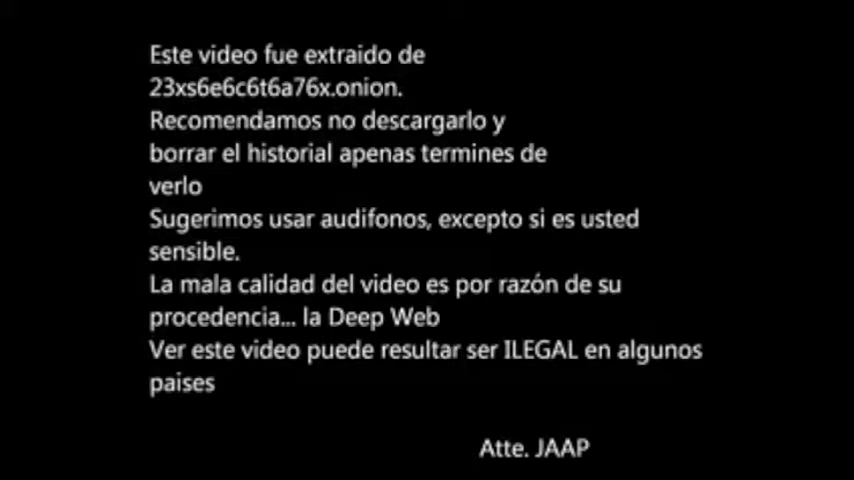 Este video fue extraido de
23xs6e6c6t6a76x.onion.
Recomendamos no descargarlo y
borrar el historial apenas termines de
verlo
Sugerimos usar audifonos, excepto si es usted
sensible.
La mala calidad del video es por razón de su
procedencia... la Deep Web
Ver este video puede resultar ser ILEGAL en algunos
paises
Atte. JAAP